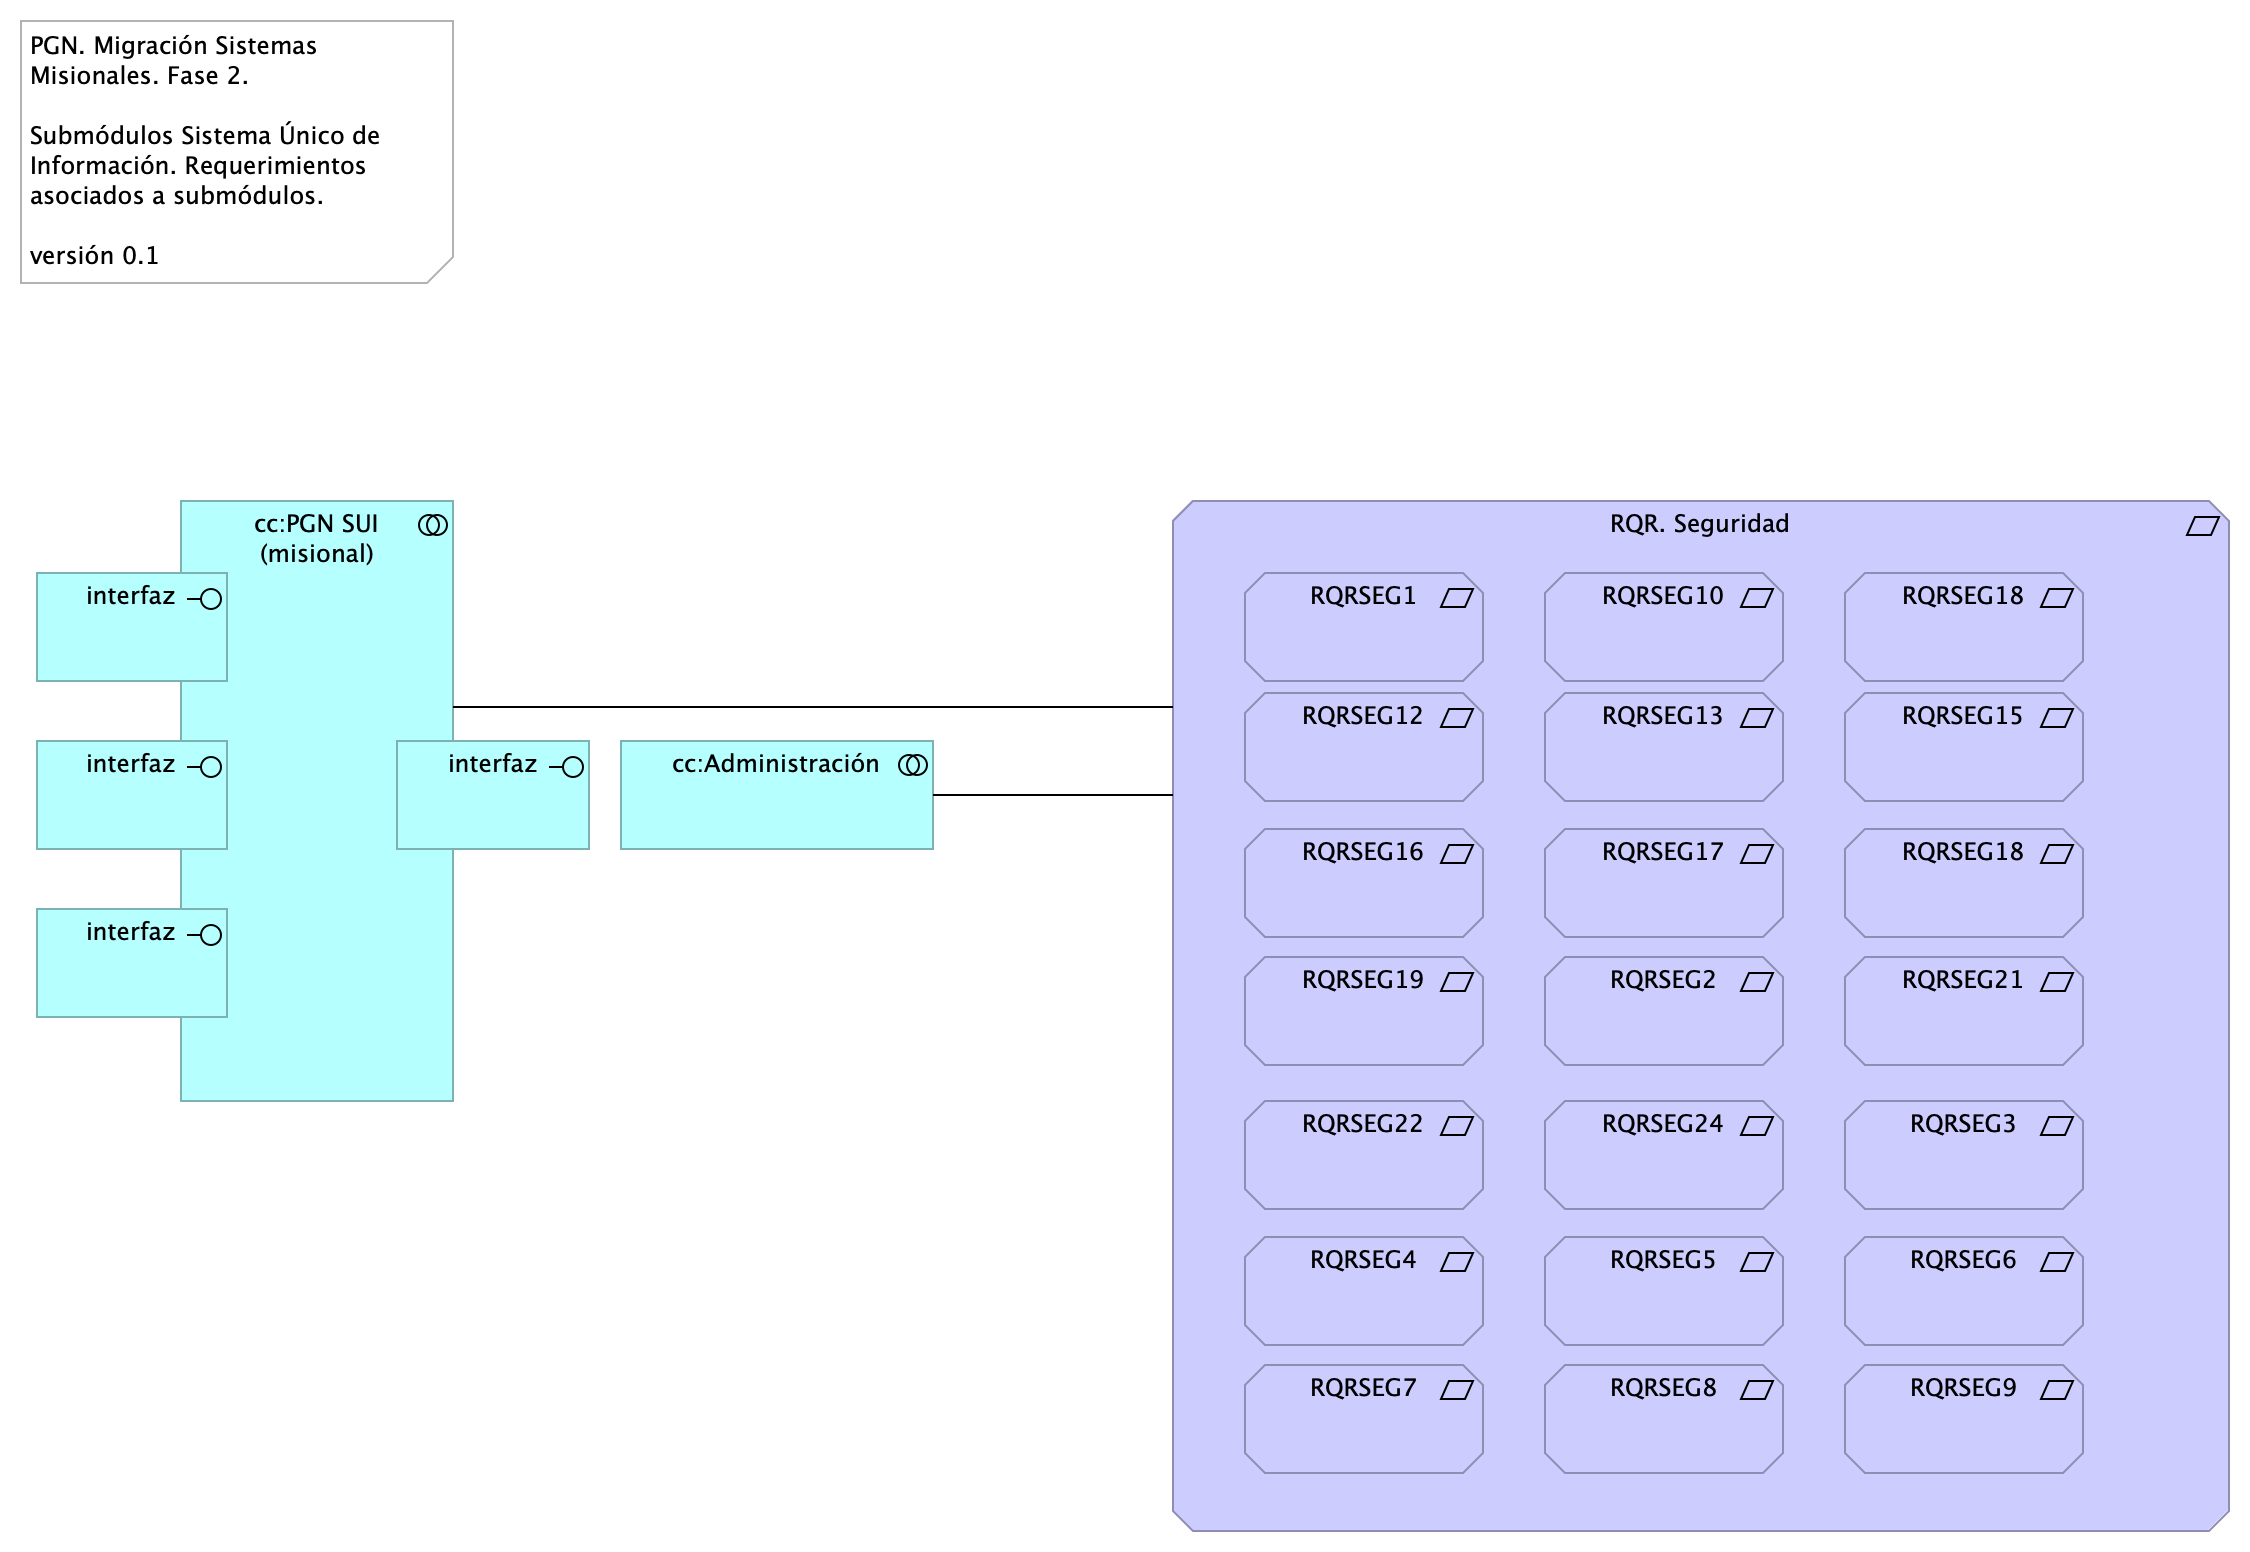 PGN. Migración Sistemas
Misionales. Fase 2.
Submódulos Sistema Único de
Información. Requerimientos
asociados a submódulos.
versión 0.1
cc:PGN SUI
(misional)
interfaz
interfaz
interfaz
interfaz
cc:Administración
RQR. Seguridad
RQRSEG1
RQRSEG10
RQRSEG18
RQRSEG12
RQRSEG13
RQRSEG15
RQRSEG16
RQRSEG17
RQRSEG18
RQRSEG19
RQRSEG2
RQRSEG21
RQRSEG22
RQRSEG24
RQRSEG3
RQRSEG4
RQRSEG5
RQRSEG6
RQRSEG7
RQRSEG8
RQRSEG9